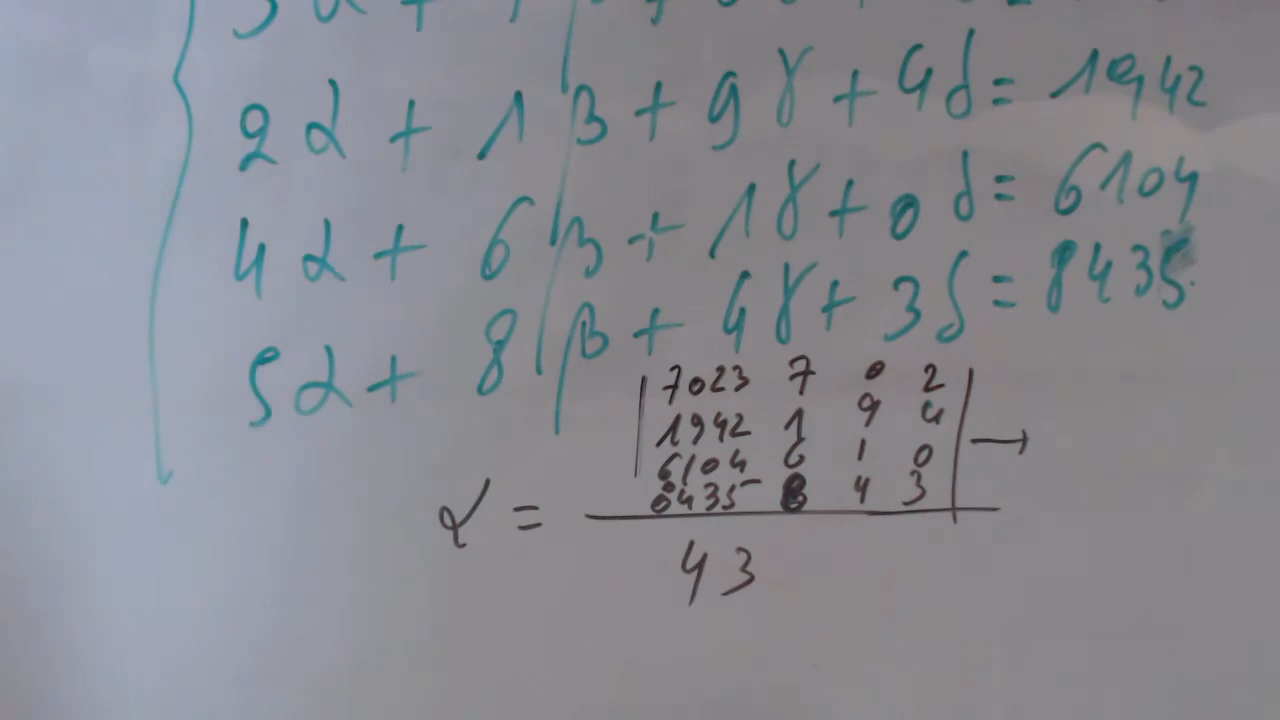 2α + 1β + 9γ + 4δ = 1942
4α + 6β + 1γ + 0δ = 6104
5α + 8β + 4γ + 3δ = 8435
7023 7 0 2
1942 1 9 4
6104 6 1 0 →
8435 8 4 3
α =
43